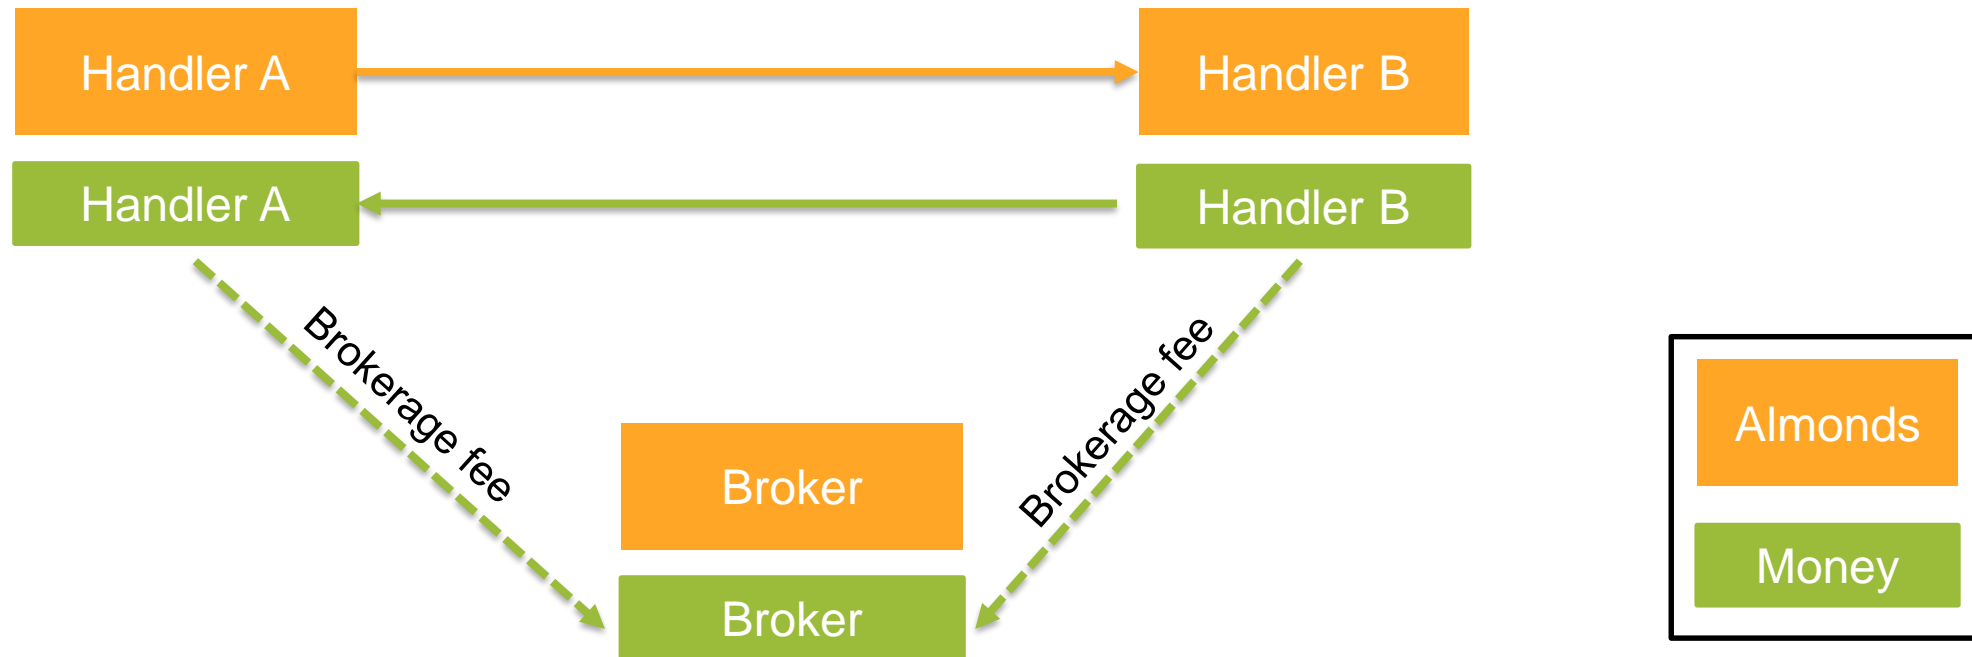 Handler A
Handler B
Handler A
Handler B
Brokerage fee
Brokerage fee
Broker
Broker
Almonds
Money